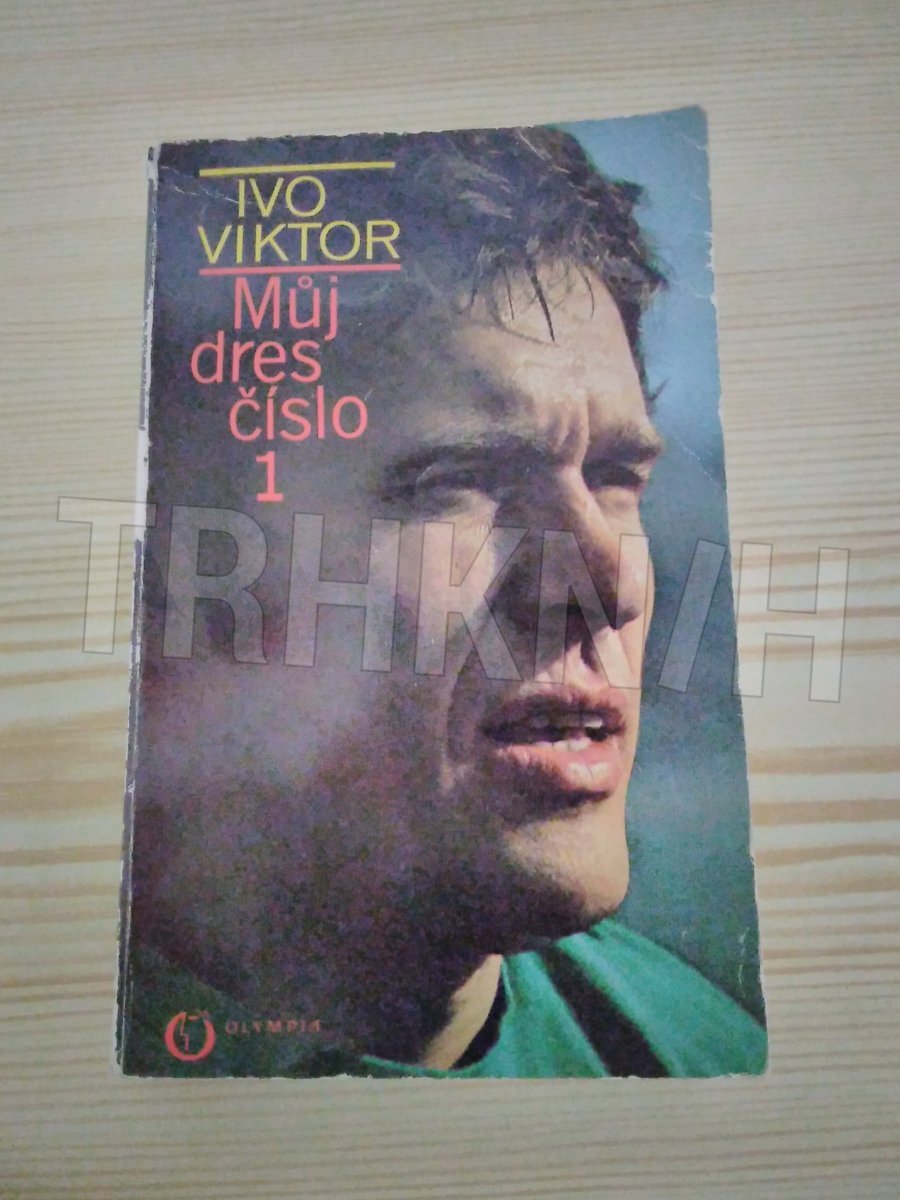 IVO
VIKTOR
Můj
dres
číslo
1
TRHKNIH
OLYMPIA